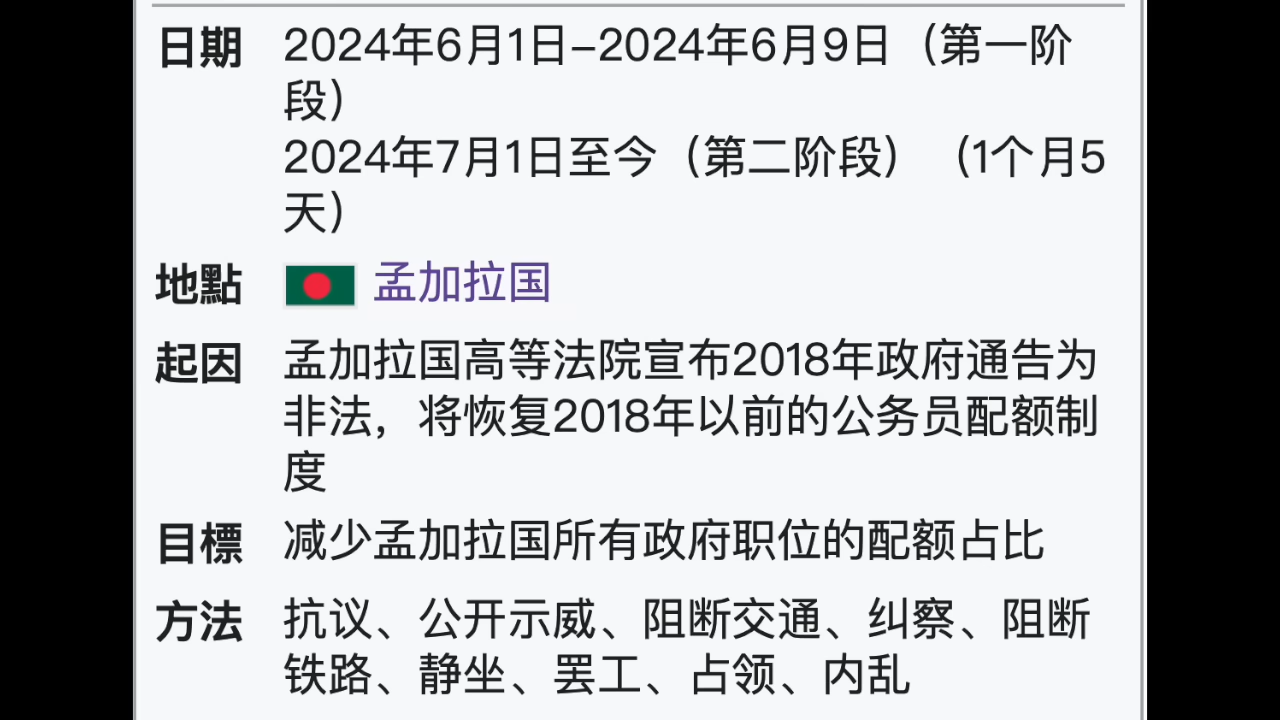 日期 2024年6月1日–2024年6月9日（第一阶
段）
2024年7月1日至今（第二阶段）（1个月5
天）
地點 孟加拉国
起因 孟加拉国高等法院宣布2018年政府通告为
非法，将恢复2018年以前的公务员配额制
度
目標 减少孟加拉国所有政府职位的配额占比
方法 抗议、公开示威、阻断交通、纠察、阻断
铁路、静坐、罢工、占领、内乱